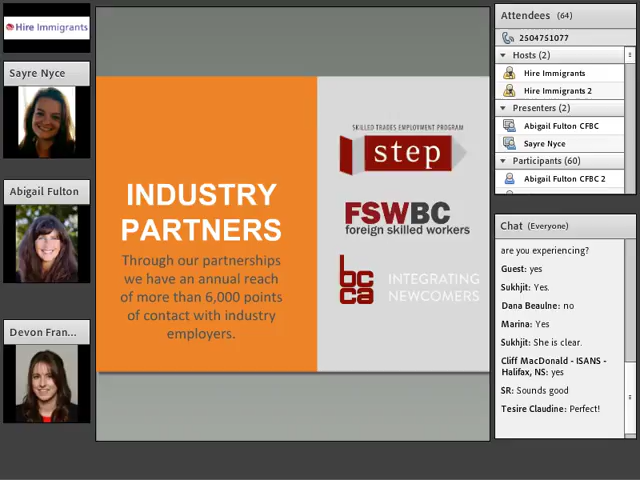 Hire Immigrants
Sayre Nyce
Abigail Fulton
Devon Fran...
INDUSTRY
PARTNERS
Through our partnerships
we have an annual reach
of more than 6,000 points
of contact with industry
employers.
SKILLED TRADES EMPLOYMENT PROGRAM
step
FSWBC
foreign skilled workers
bc
ca
INTEGRATING
NEWCOMERS
Attendees (64)
2504751077
Hosts (2)
Hire Immigrants
Hire Immigrants 2
Presenters (2)
Abigail Fulton CFBC
Sayre Nyce
Participants (60)
Abigail Fulton CFBC 2
Chat (Everyone)
are you experiencing?
Guest: yes
Sukhjit: Yes.
Dana Beaulne: no
Marina: Yes
Sukhjit: She is clear.
Cliff MacDonald - ISANS -
Halifax, NS: yes
SR: Sounds good
Tesire Claudine: Perfect!